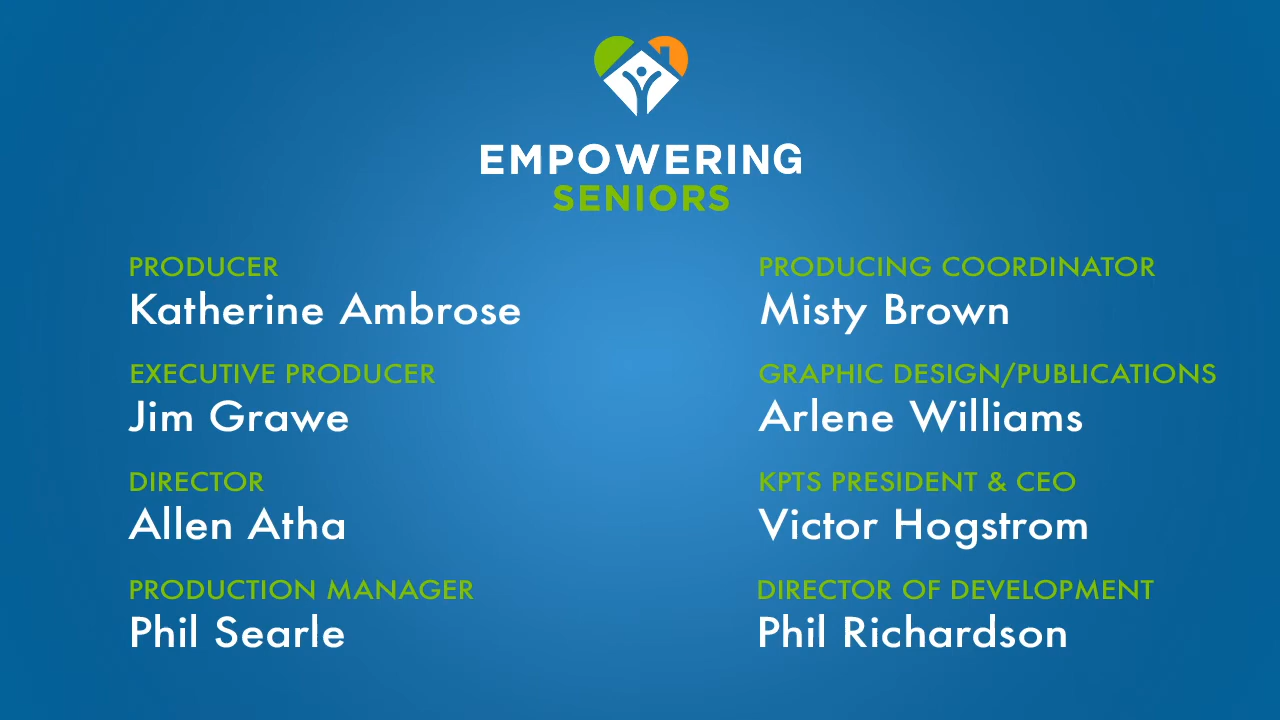 EMPOWERING
SENIORS
PRODUCER
Katherine Ambrose
EXECUTIVE PRODUCER
Jim Grawe
DIRECTOR
Allen Atha
PRODUCTION MANAGER
Phil Searle
PRODUCING COORDINATOR
Misty Brown
GRAPHIC DESIGN/PUBLICATIONS
Arlene Williams
KPTS PRESIDENT & CEO
Victor Hogstrom
DIRECTOR OF DEVELOPMENT
Phil Richardson